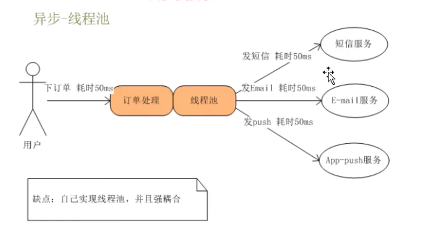 异步-线程池
发短信 耗时50ms
短信服务
下订单 耗时50ms
订单处理
线程池
发Email 耗时50ms
E-mail服务
发push 耗时50ms
App-push服务
用户
缺点：自己实现线程池，并且强耦合